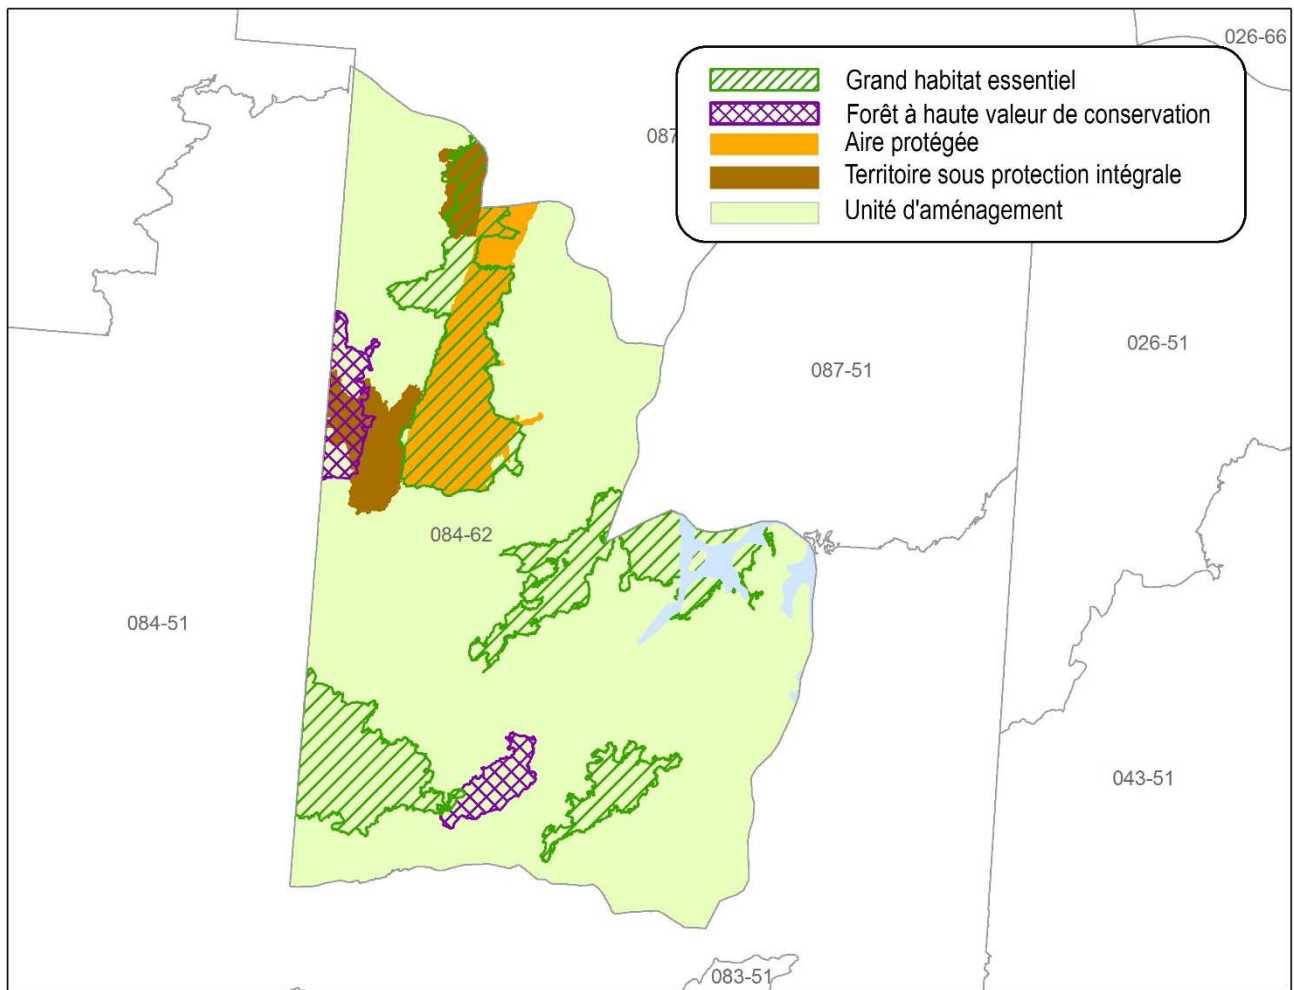 026-66
Grand habitat essentiel
Forêt à haute valeur de conservation
087
Aire protégée
Territoire sous protection intégrale
Unité d'aménagement
026-51
087-51
084-62
084-51
043-51
083-51